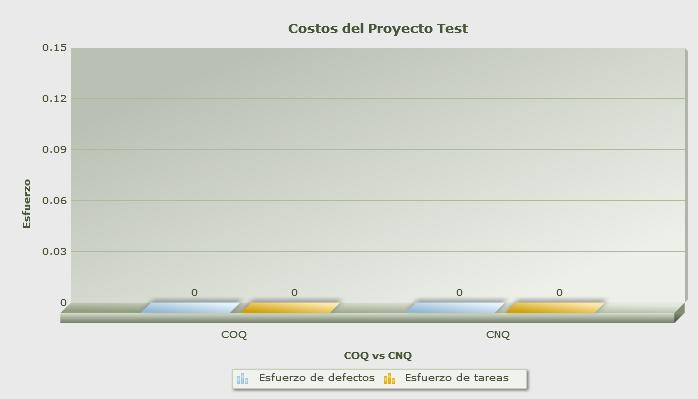 Costos del Proyecto Test
0.15
0.12
0.09
0.06
0.03
0
Esfuerzo
0 0 0 0
COQ CNQ
COQ vs CNQ
Esfuerzo de defectos Esfuerzo de tareas